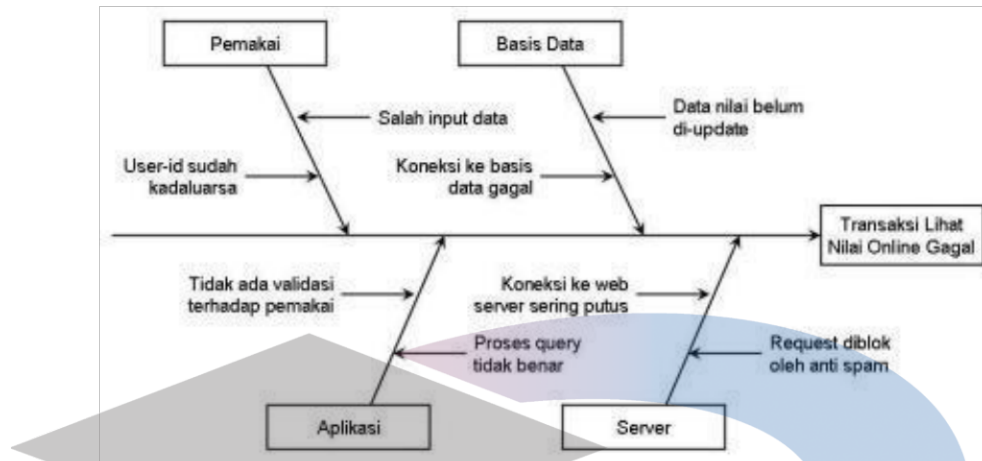 Pemakai
Basis Data
Salah input data
Data nilai belum
di-update
User-id sudah
kadaluarsa
Koneksi ke basis
data gagal
Transaksi Lihat
Nilai Online Gagal
Tidak ada validasi
terhadap pemakai
Koneksi ke web
server sering putus
Proses query
tidak benar
Request diblok
oleh anti spam
Aplikasi
Server